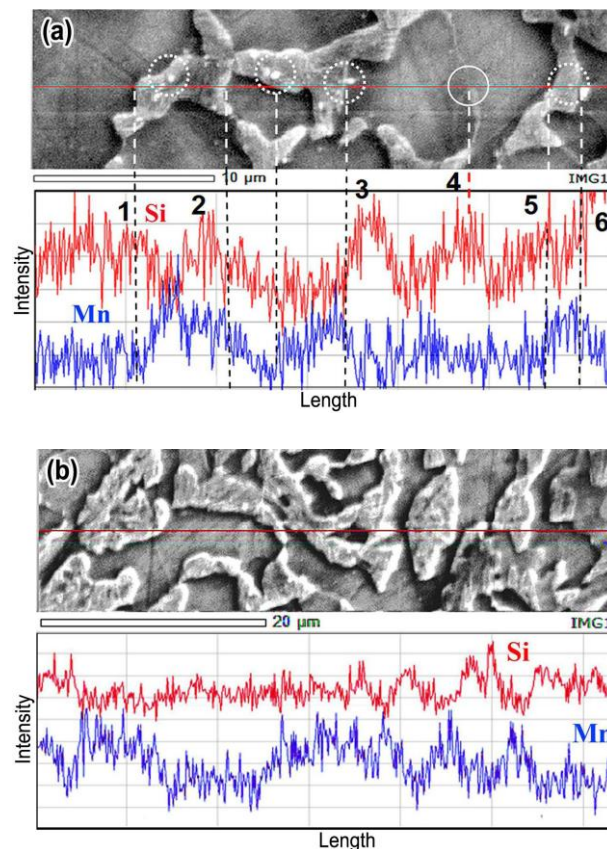 (a)
10 μm
IMG1
1 Si 2 3 4 5 6
Mn
Intensity
Length
(b)
20 μm
IMG1
Si
Mn
Intensity
Length